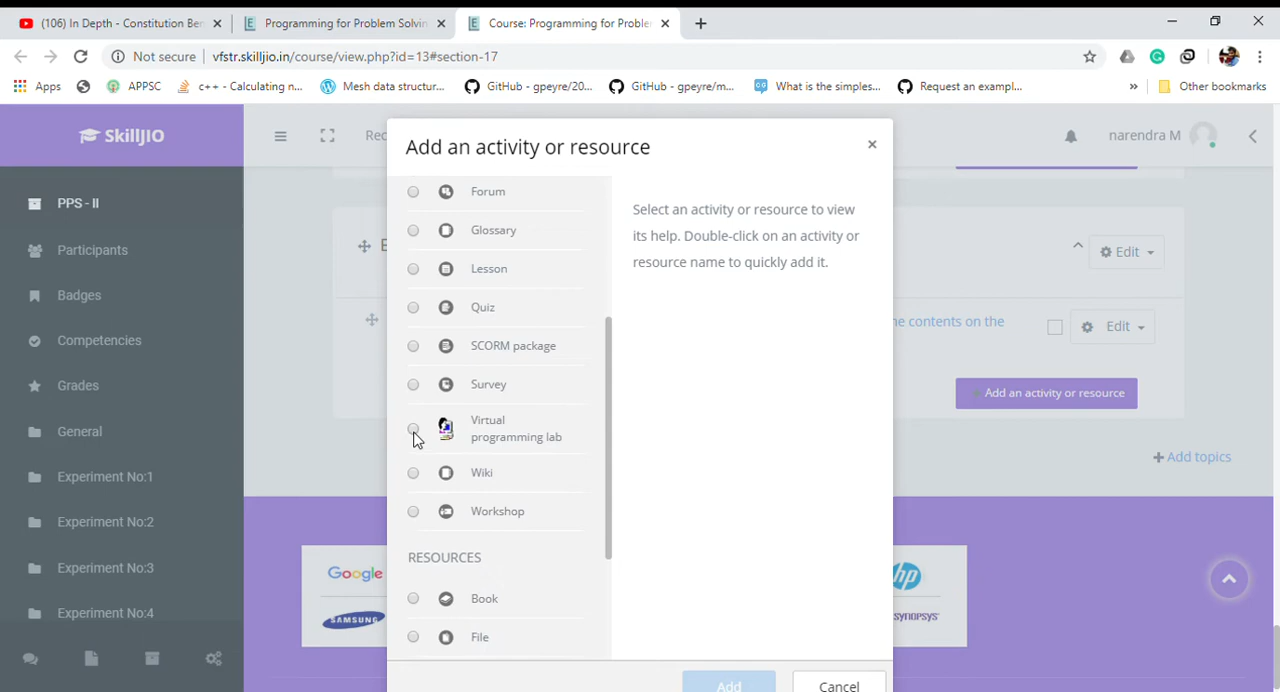 (106) In Depth - Constitution Ben
Programming for Problem Solvin
Course: Programming for Proble
Not secure
vfstr.skilljio.in/course/view.php?id=13#section-17
Apps
APPSC
c++ - Calculating n...
Mesh data structur...
GitHub - gpeyre/20...
GitHub - gpeyre/m...
What is the simples...
Request an exampl...
»
Other bookmarks
SkillJIO
Rec
narendra M
Add an activity or resource
×
PPS - II
Participants
Badges
Competencies
Grades
General
Experiment No:1
Experiment No:2
Experiment No:3
Experiment No:4
Forum
Glossary
Lesson
Quiz
SCORM package
Survey
Virtual
programming lab
Wiki
Workshop
RESOURCES
Book
File
Select an activity or resource to view
its help. Double-click on an activity or
resource name to quickly add it.
Add
Cancel
E
Edit
ne contents on the
Edit
Add an activity or resource
Add topics
Google
SAMSUNG
hp
SYNOPSYS